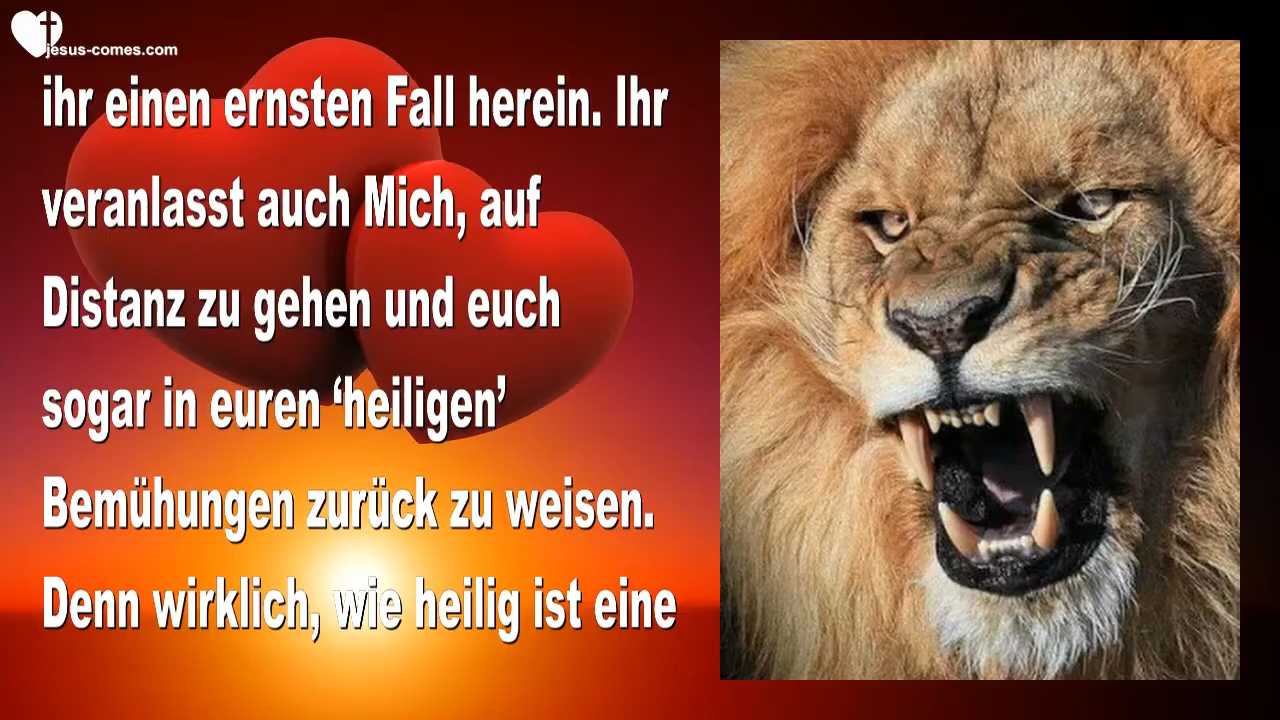 jesus-comes.com
ihr einen ernsten Fall herein. Ihr
veranlasst auch Mich, auf
Distanz zu gehen und euch
sogar in euren ‘heiligen’
Bemühungen zurück zu weisen.
Denn wirklich, wie heilig ist eine